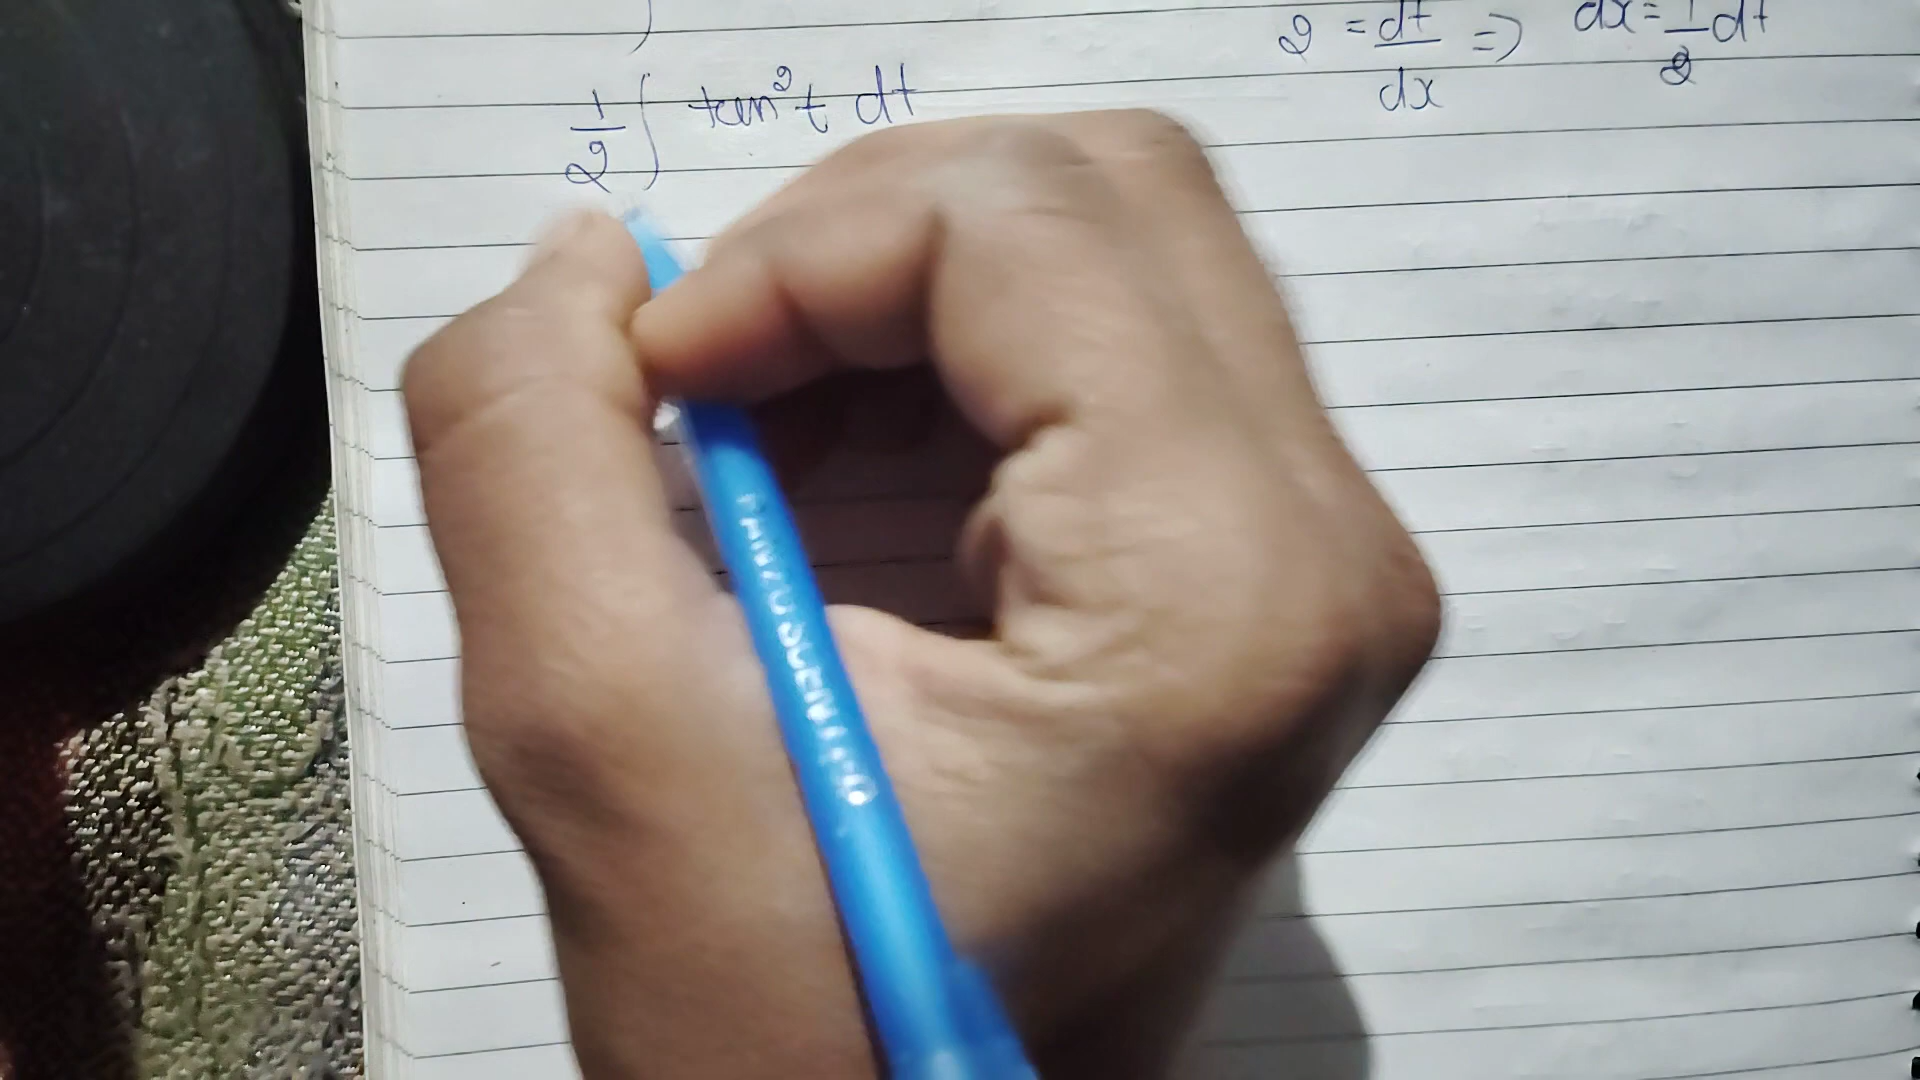 2 = dt/dx => dx = 1/2 dt
1/2 ∫ tan²t dt